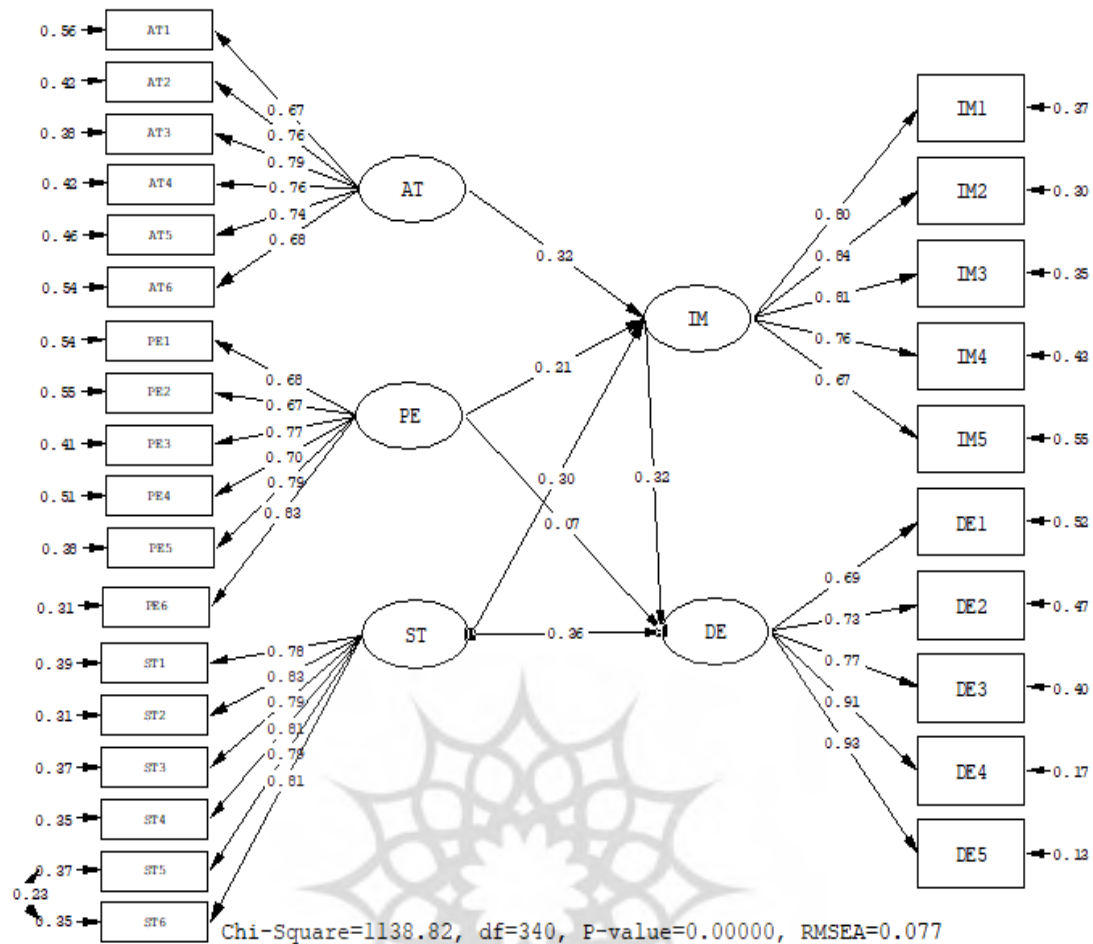 0.56 AT1
0.42 AT2
0.38 AT3
0.42 AT4
0.46 AT5
0.54 AT6
0.54 PE1
0.55 PE2
0.41 PE3
0.51 PE4
0.38 PE5
0.31 PE6
0.39 ST1
0.31 ST2
0.37 ST3
0.35 ST4
0.37 ST5
0.23
0.35 ST6
0.67
0.76
0.79
0.76
0.74
0.68
0.68
0.67
0.77
0.70
0.79
0.83
0.78
0.83
0.79
0.81
0.79
0.81
AT
PE
ST
0.32
0.21
0.30
0.07
0.32
0.36
IM
DE
0.80
0.84
0.81
0.76
0.67
0.69
0.73
0.77
0.91
0.93
IM1 0.37
IM2 0.30
IM3 0.35
IM4 0.43
IM5 0.55
DE1 0.52
DE2 0.47
DE3 0.40
DE4 0.17
DE5 0.13
Chi-Square=1138.82, df=340, P-value=0.00000, RMSEA=0.077